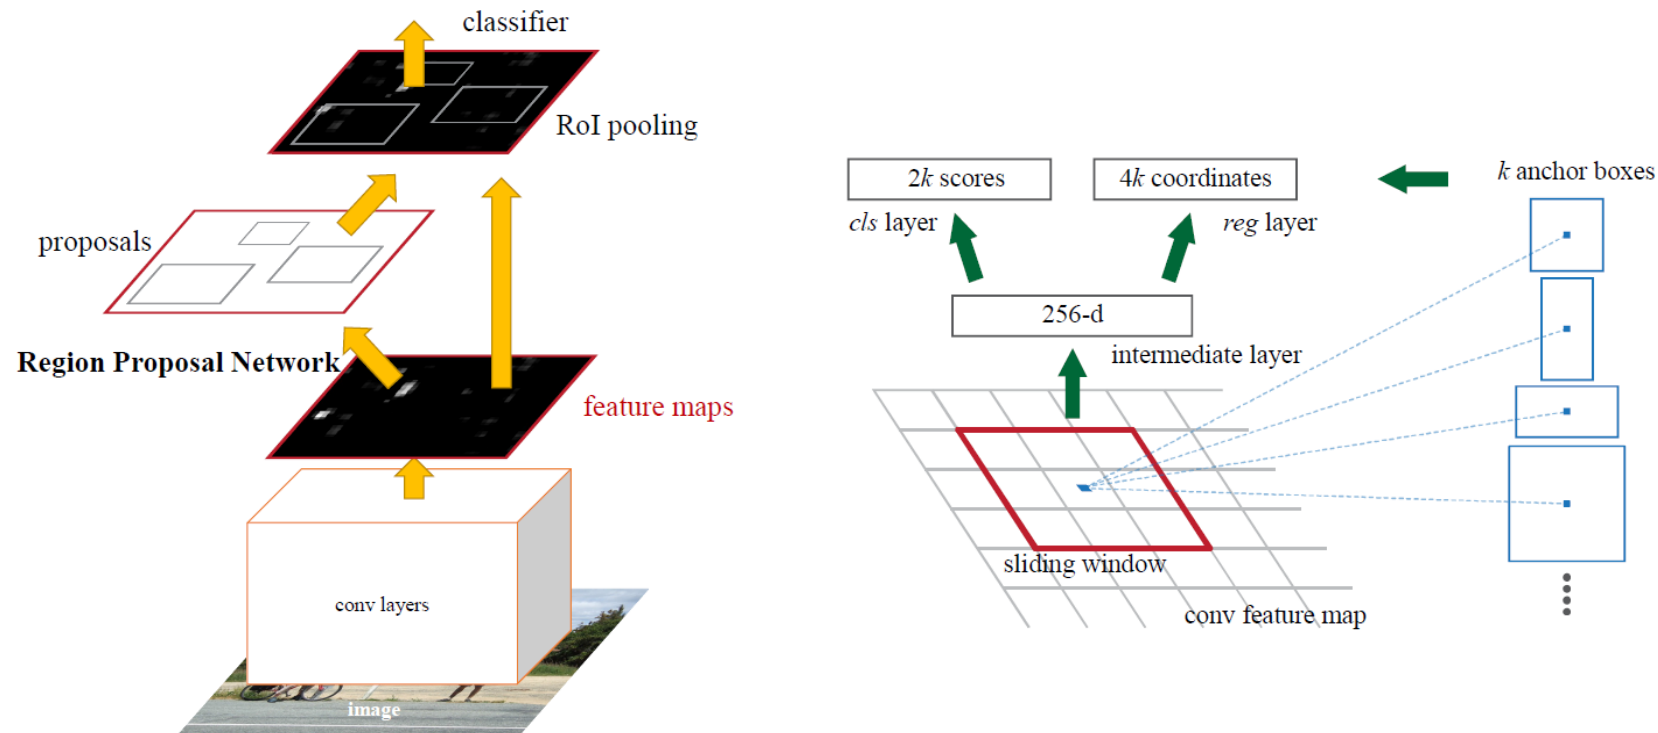 classifier
RoI pooling
proposals
Region Proposal Network
feature maps
conv layers
image
2k scores
4k coordinates
k anchor boxes
cls layer
reg layer
256-d
intermediate layer
sliding window
conv feature map